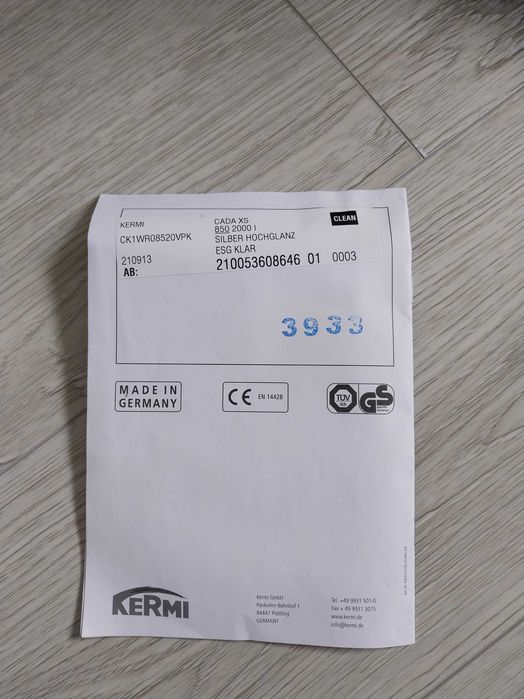 KERMI
CK1WR08520VPK
210913
AB:
CADA XS
850 2000 I
SILBER HOCHGLANZ
ESG KLAR
210053608646 01 0003
CLEAN
3933
MADE IN
GERMANY
CE EN 14428
TÜV
GS
KERMI
Kermi GmbH
Pankofen-Bahnhof 1
94447 Plattling
GERMANY
Tel. +49 9931 501-0
Fax + 49 9931 3075
www.kermi.de
info@kermi.de